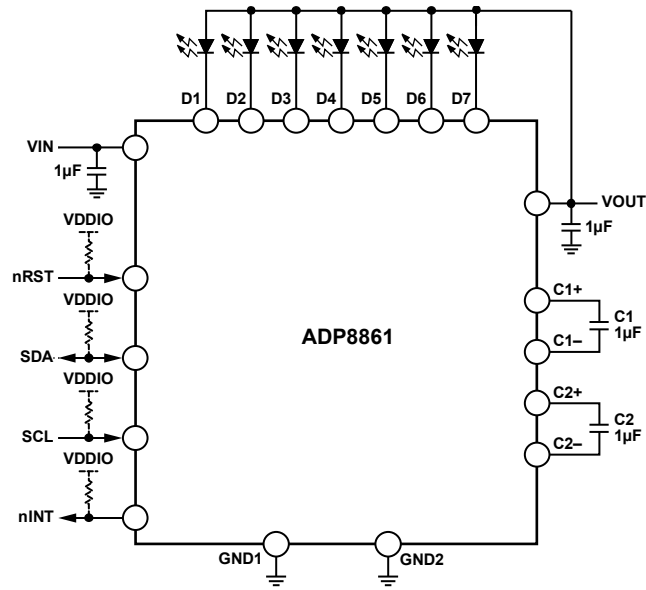 D1 D2 D3 D4 D5 D6 D7
VIN
1µF
VOUT
1µF
VDDIO
nRST
C1+
C1
1µF
C1–
VDDIO
SDA
ADP8861
VDDIO
SCL
C2+
C2
1µF
C2–
VDDIO
nINT
GND1
GND2